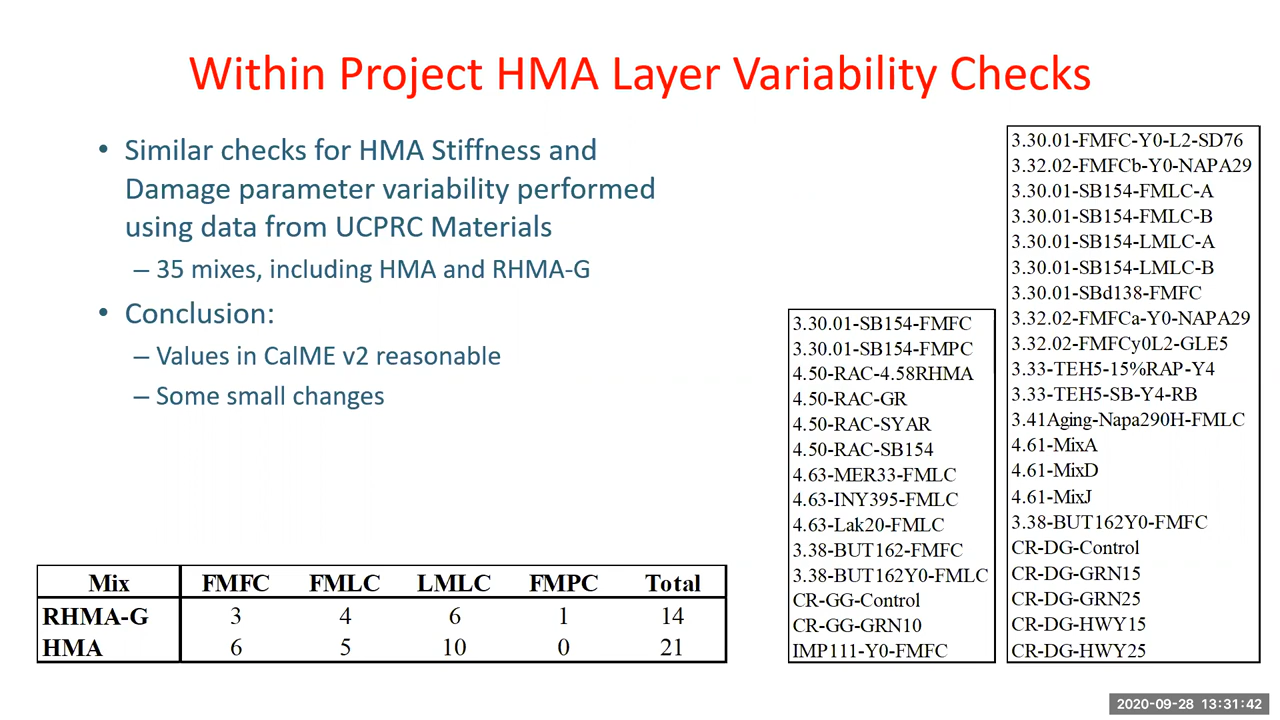 Within Project HMA Layer Variability Checks
• Similar checks for HMA Stiffness and
Damage parameter variability performed
using data from UCPRC Materials
– 35 mixes, including HMA and RHMA-G
• Conclusion:
– Values in CalME v2 reasonable
– Some small changes
Mix FMFC FMLC LMLC FMPC Total
RHMA-G 3 4 6 1 14
HMA 6 5 10 0 21
3.30.01-SB154-FMFC
3.30.01-SB154-FMPC
4.50-RAC-4.58RHMA
4.50-RAC-GR
4.50-RAC-SYAR
4.50-RAC-SB154
4.63-MER33-FMLC
4.63-INY395-FMLC
4.63-Lak20-FMLC
3.38-BUT162-FMFC
3.38-BUT162Y0-FMLC
CR-GG-Control
CR-GG-GRN10
IMP111-Y0-FMFC
3.30.01-FMFC-Y0-L2-SD76
3.32.02-FMFCb-Y0-NAPA29
3.30.01-SB154-FMLC-A
3.30.01-SB154-FMLC-B
3.30.01-SB154-LMLC-A
3.30.01-SB154-LMLC-B
3.30.01-SBd138-FMFC
3.32.02-FMFCa-Y0-NAPA29
3.32.02-FMFCy0L2-GLE5
3.33-TEH5-15%RAP-Y4
3.33-TEH5-SB-Y4-RB
3.41Aging-Napa290H-FMLC
4.61-MixA
4.61-MixD
4.61-MixJ
3.38-BUT162Y0-FMFC
CR-DG-Control
CR-DG-GRN15
CR-DG-GRN25
CR-DG-HWY15
CR-DG-HWY25
2020-09-28 13:31:42